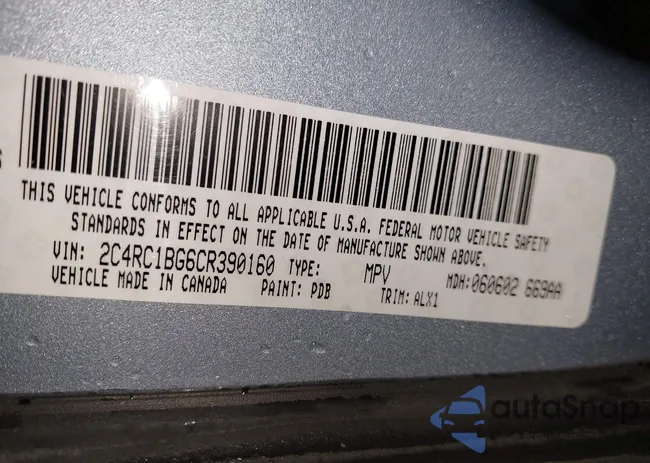 S
THIS VEHICLE CONFORMS TO ALL APPLICABLE U.S.A. FEDERAL MOTOR VEHICLE SAFETY
STANDARDS IN EFFECT ON THE DATE OF MANUFACTURE SHOWN ABOVE.
VIN: 2C4RC1BG6CR390160 TYPE: MPV MDH:060602 669AA
VEHICLE MADE IN CANADA PAINT: PDB TRIM: ALX1
autoSnap